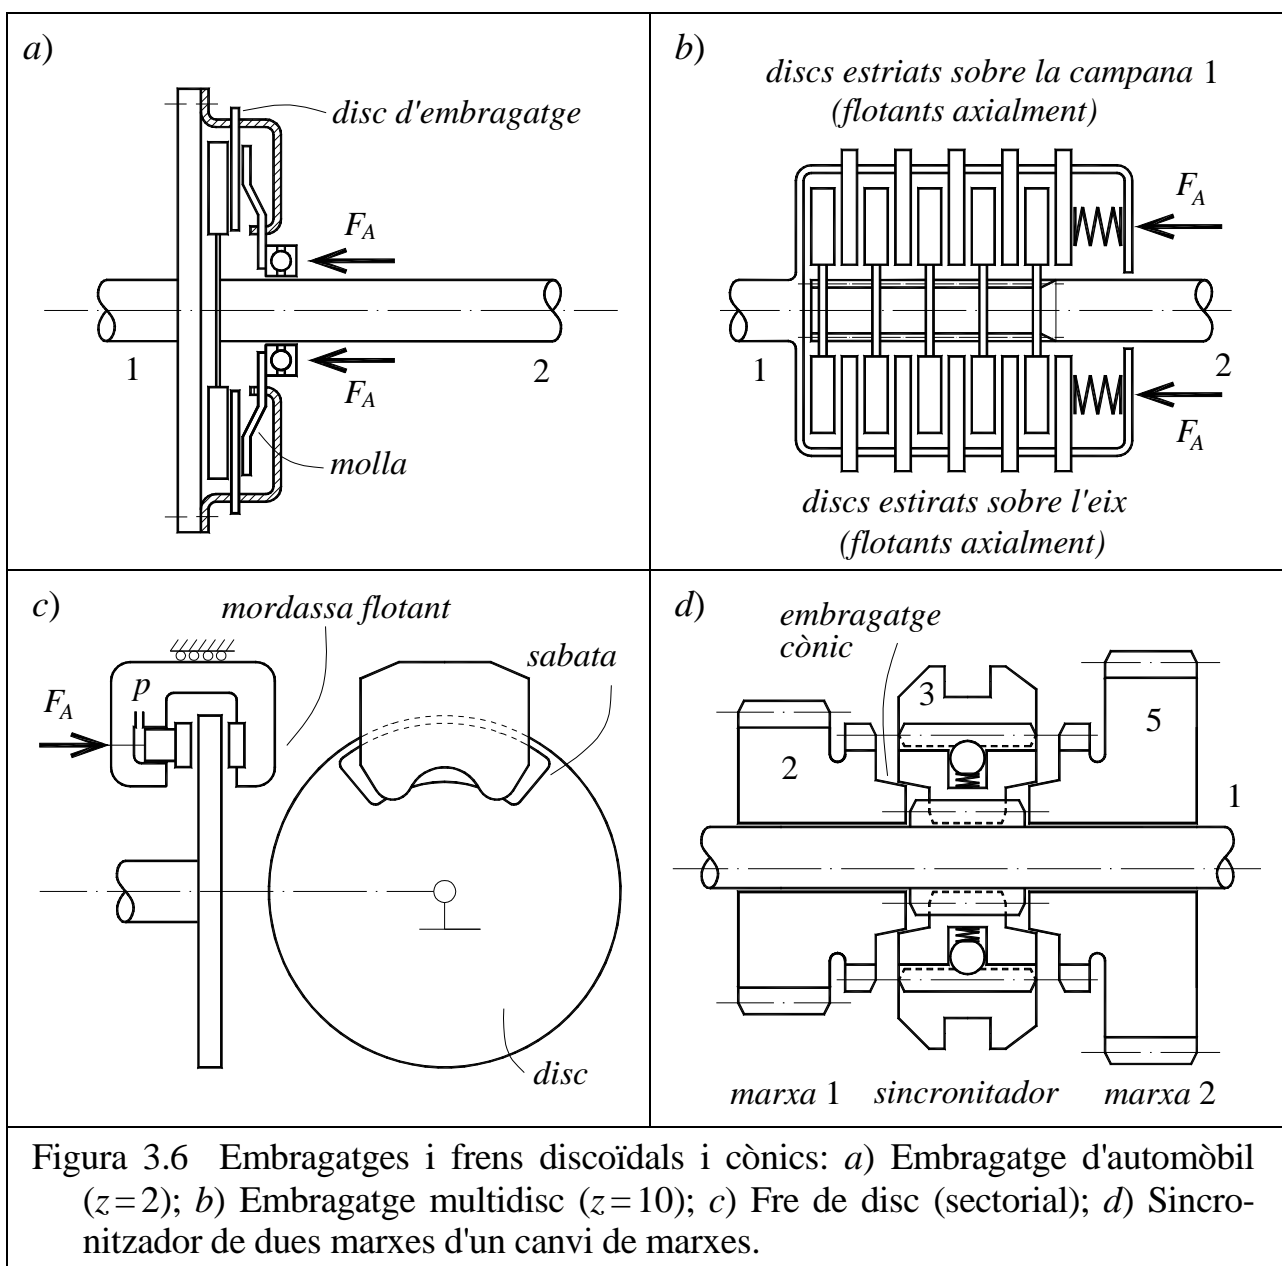 a)
disc d'embragatge
F_A
1
2
F_A
molla
b)
discs estriats sobre la campana 1
(flotants axialment)
F_A
1
2
F_A
discs estirats sobre l'eix
(flotants axialment)
c)
mordassa flotant
sabata
p
F_A
disc
d)
embragatge
cònic
3
5
2
1
marxa 1 sincronitador marxa 2
Figura 3.6 Embragatges i frens discoïdals i cònics: a) Embragatge d'automòbil
(z=2); b) Embragatge multidisc (z=10); c) Fre de disc (sectorial); d) Sincro-
nitzador de dues marxes d'un canvi de marxes.